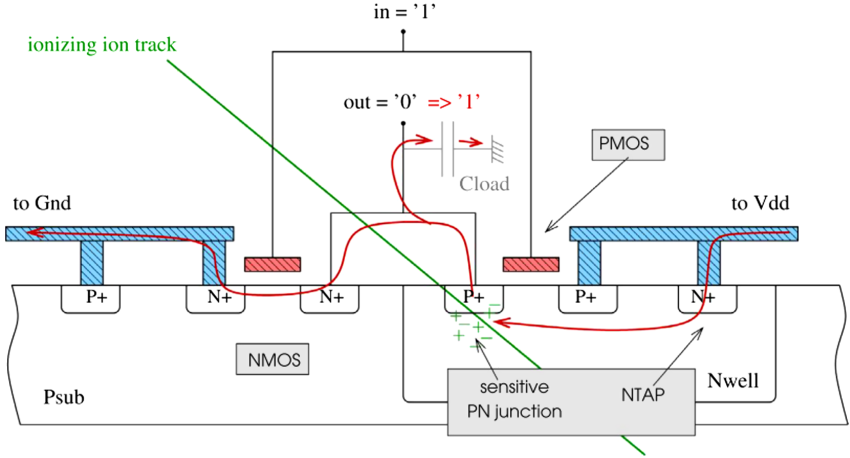 in = '1'
ionizing ion track
out = '0' => '1'
PMOS
Cload
to Gnd
to Vdd
P+
N+
N+
P+
P+
N+
+ − + − + −
NMOS
Psub
sensitive
PN junction
NTAP
Nwell